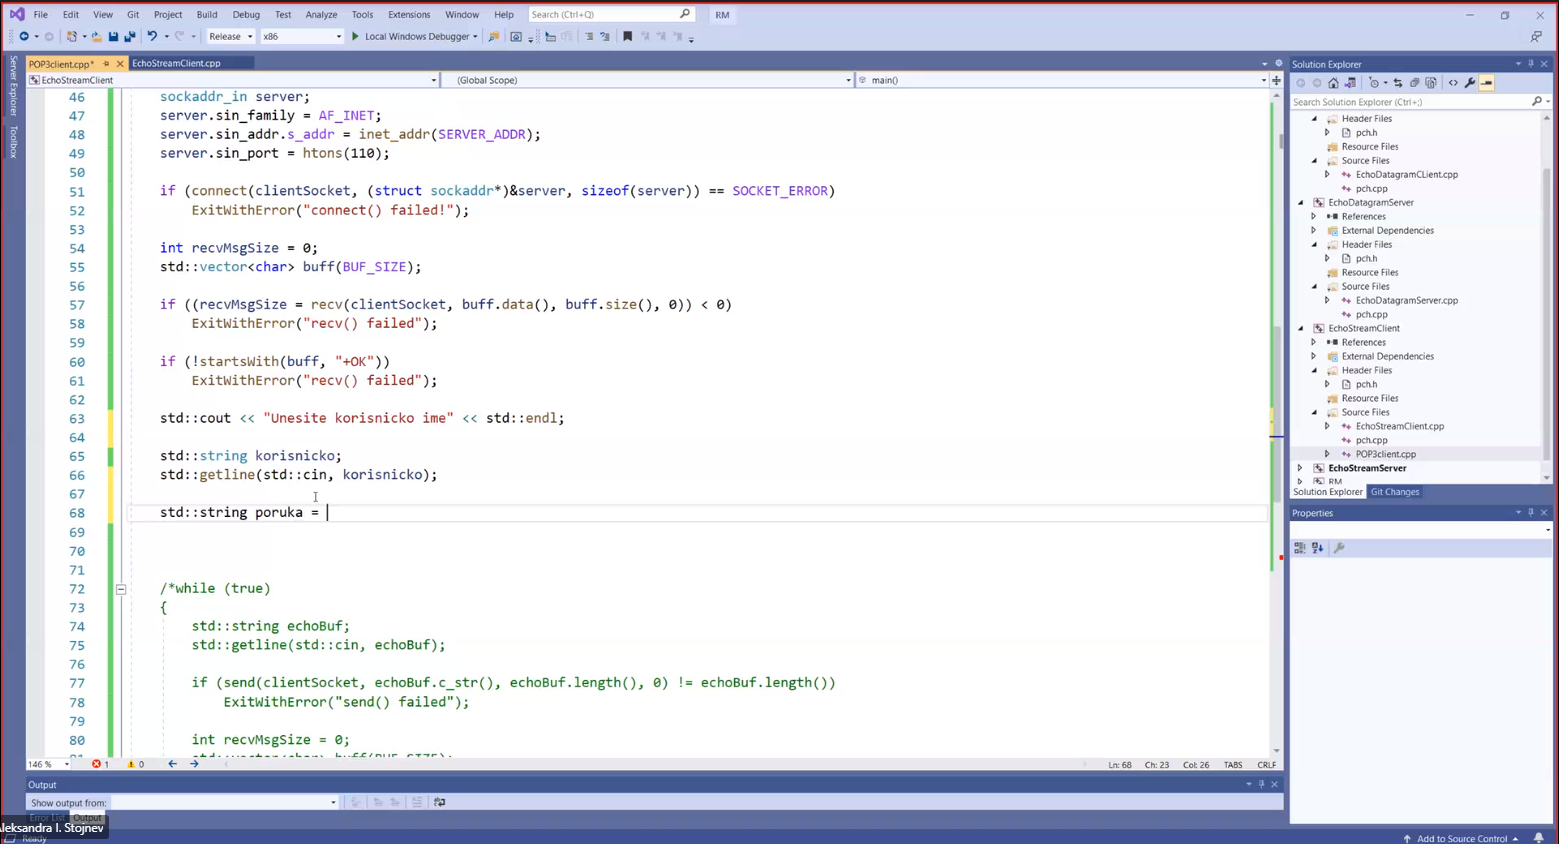 File Edit View Git Project Build Debug Test Analyze Tools Extensions Window Help Search (Ctrl+Q) RM
Release x86 Local Windows Debugger
POP3client.cpp* EchoStreamClient.cpp
EchoStreamClient (Global Scope) main()
46 sockaddr_in server;
47 server.sin_family = AF_INET;
48 server.sin_addr.s_addr = inet_addr(SERVER_ADDR);
49 server.sin_port = htons(110);
50
51 if (connect(clientSocket, (struct sockaddr*)&server, sizeof(server)) == SOCKET_ERROR)
52 ExitWithError("connect() failed!");
53
54 int recvMsgSize = 0;
55 std::vector<char> buff(BUF_SIZE);
56
57 if ((recvMsgSize = recv(clientSocket, buff.data(), buff.size(), 0)) < 0)
58 ExitWithError("recv() failed");
59
60 if (!startsWith(buff, "+OK"))
61 ExitWithError("recv() failed");
62
63 std::cout << "Unesite korisnicko ime" << std::endl;
64
65 std::string korisnicko;
66 std::getline(std::cin, korisnicko);
67
68 std::string poruka =
69
70
71
72 /*while (true)
73 {
74 std::string echoBuf;
75 std::getline(std::cin, echoBuf);
76
77 if (send(clientSocket, echoBuf.c_str(), echoBuf.length(), 0) != echoBuf.length())
78 ExitWithError("send() failed");
79
80 int recvMsgSize = 0;
146 % 1 0 Ln: 68 Ch: 23 Col: 26 TABS CRLF
Output
Show output from:
Error List Output
Aleksandra I. Stojnev
Ready
Add to Source Control
Server Explorer
Toolbox
Solution Explorer
Search Solution Explorer (Ctrl+;)
Header Files
pch.h
Resource Files
Source Files
EchoDatagramCLient.cpp
pch.cpp
EchoDatagramServer
References
External Dependencies
Header Files
pch.h
Resource Files
Source Files
EchoDatagramServer.cpp
pch.cpp
EchoStreamClient
References
External Dependencies
Header Files
pch.h
Resource Files
Source Files
EchoStreamClient.cpp
pch.cpp
POP3client.cpp
EchoStreamServer
RM
Solution Explorer Git Changes
Properties